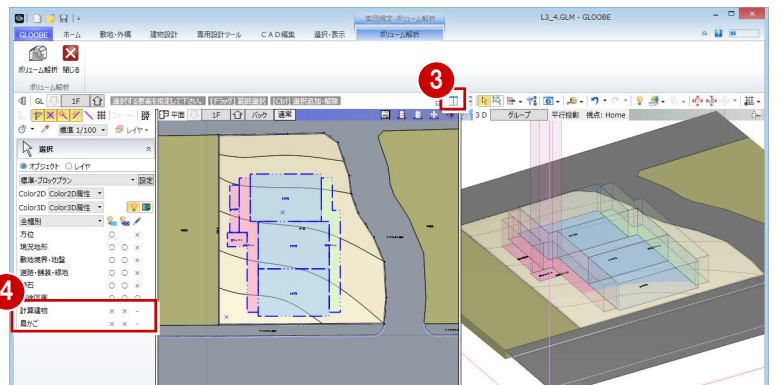 集団規定-ボリューム解析
L3_4.GLM - GLOOBE
GLOOBE ホーム 敷地・外構 建物設計 専用設計ツール CAD編集 選択・表示 ボリューム解析
ボリューム解析 閉じる
ボリューム解析
3
GL 1F 選択する要素を指定して下さい。 [ドラッグ]:範囲選択 [Ctrl]:選択追加・解除
平面 1F バック 通常
3D グループ 平行投影 視点: Home
標準 1/100 レイヤ
選択
オブジェクト レイヤ
標準-ブロックプラン 設定
Color2D Color2D属性
Color3D Color3D属性
全種別
方位
現況地形
敷地境界・地盤
道路・舗装・緑地
4
計算建物
鳥かご